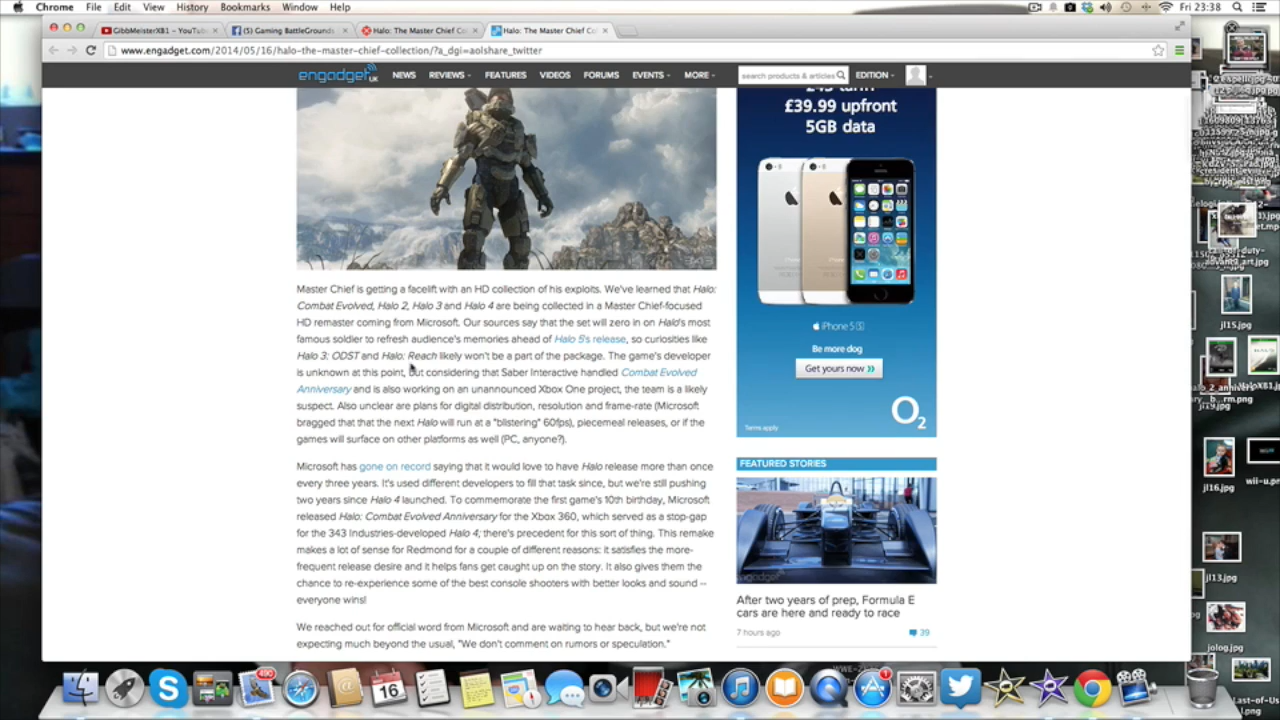 Chrome File Edit View History Bookmarks Window Help
Fri 23:38
GibbMeisterXB1 – YouTu
(5) Gaming BattleGrounds
Halo: The Master Chief Co
Halo: The Master Chief Co
www.engadget.com/2014/05/16/halo-the-master-chief-collection/?a_dgi=aolshare_twitter
engadget UK
NEWS REVIEWS FEATURES VIDEOS FORUMS EVENTS MORE
search products & articles
EDITION
£39.99 upfront
5GB data
iPhone 5s
Be more dog
Get yours now »
O2
Terms apply
343
Master Chief is getting a facelift with an HD collection of his exploits. We've learned that Halo:
Combat Evolved, Halo 2, Halo 3 and Halo 4 are being collected in a Master Chief-focused
HD remaster coming from Microsoft. Our sources say that the set will zero in on Halo's most
famous soldier to refresh audience's memories ahead of Halo 5's release, so curiosities like
Halo 3: ODST and Halo: Reach likely won't be a part of the package. The game's developer
is unknown at this point, but considering that Saber Interactive handled Combat Evolved
Anniversary and is also working on an unannounced Xbox One project, the team is a likely
suspect. Also unclear are plans for digital distribution, resolution and frame-rate (Microsoft
bragged that that the next Halo will run at a "blistering" 60fps), piecemeal releases, or if the
games will surface on other platforms as well (PC, anyone?).
Microsoft has gone on record saying that it would love to have Halo release more than once
every three years. It's used different developers to fill that task since, but we're still pushing
two years since Halo 4 launched. To commemorate the first game's 10th birthday, Microsoft
released Halo: Combat Evolved Anniversary for the Xbox 360, which served as a stop-gap
for the 343 Industries-developed Halo 4; there's precedent for this sort of thing. This remake
makes a lot of sense for Redmond for a couple of different reasons: it satisfies the more-
frequent release desire and it helps fans get caught up on the story. It also gives them the
chance to re-experience some of the best console shooters with better looks and sound --
everyone wins!
We reached out for official word from Microsoft and are waiting to hear back, but we're not
expecting much beyond the usual, "We don't comment on rumors or speculation."
FEATURED STORIES
engadget
After two years of prep, Formula E
cars are here and ready to race
7 hours ago
39
jl15.jpg
jl16.jpg
wii-u.pn
jl13.jpg
jolog.jpg
490
MAY
16
1